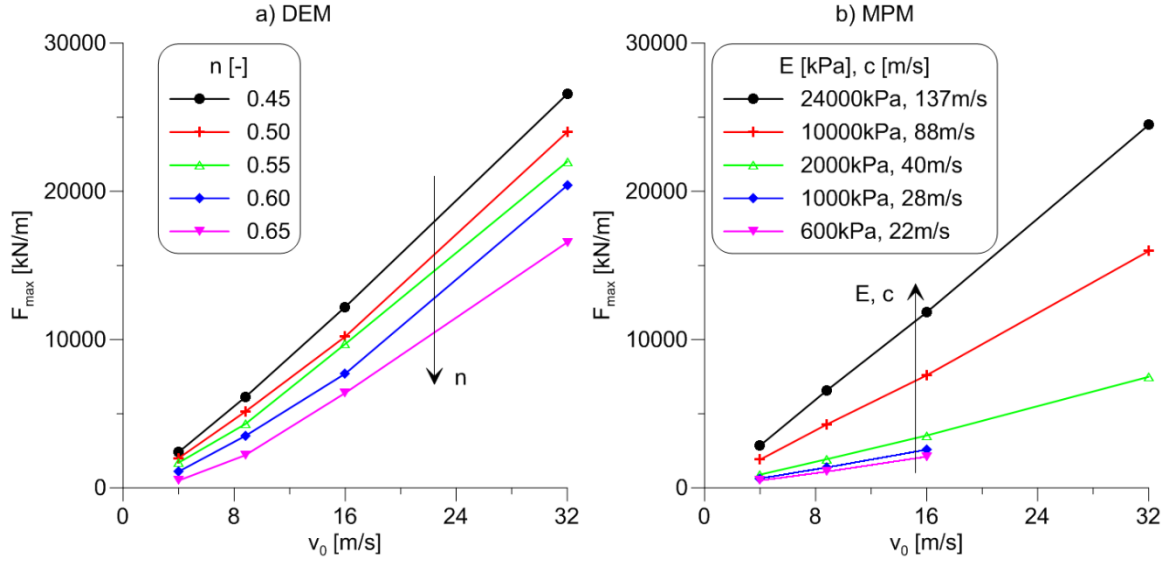 a) DEM
30000
20000
10000
0
F_max [kN/m]
n [-]
0.45
0.50
0.55
0.60
0.65
n
0 8 16 24 32
v_0 [m/s]
b) MPM
30000
20000
10000
0
F_max [kN/m]
E [kPa], c [m/s]
24000kPa, 137m/s
10000kPa, 88m/s
2000kPa, 40m/s
1000kPa, 28m/s
600kPa, 22m/s
E, c
0 8 16 24 32
v_0 [m/s]